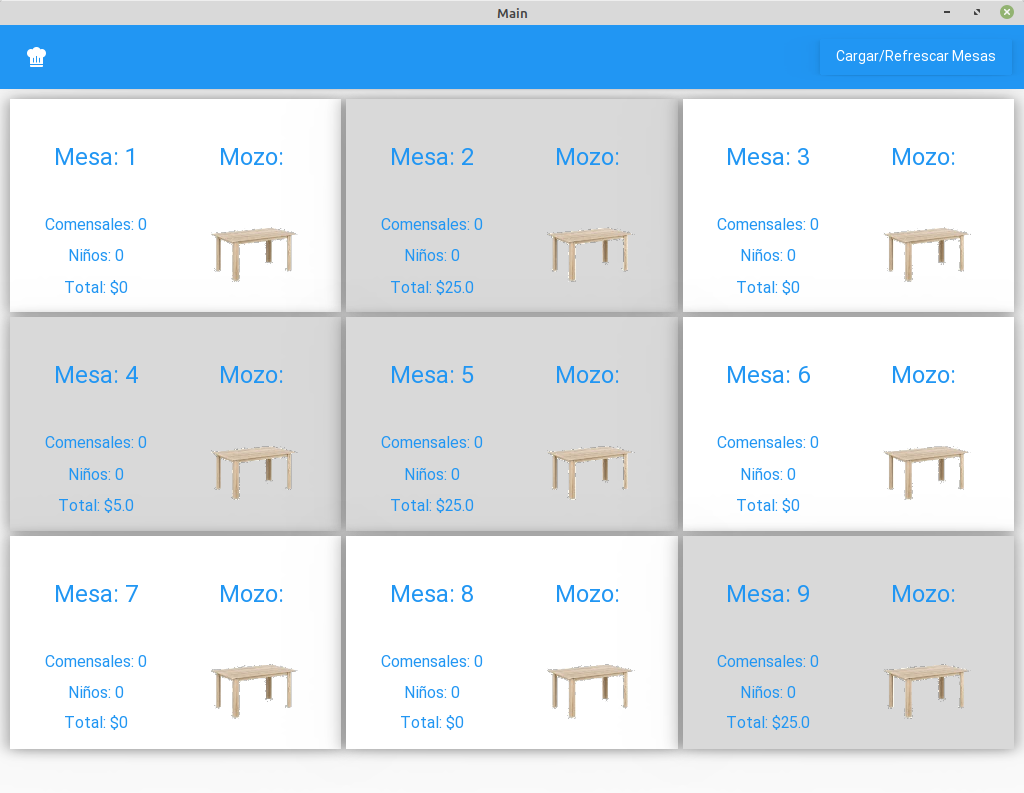 Main
Cargar/Refrescar Mesas
Mesa: 1 Mozo:
Comensales: 0
Niños: 0
Total: $0
Mesa: 2 Mozo:
Comensales: 0
Niños: 0
Total: $25.0
Mesa: 3 Mozo:
Comensales: 0
Niños: 0
Total: $0
Mesa: 4 Mozo:
Comensales: 0
Niños: 0
Total: $5.0
Mesa: 5 Mozo:
Comensales: 0
Niños: 0
Total: $25.0
Mesa: 6 Mozo:
Comensales: 0
Niños: 0
Total: $0
Mesa: 7 Mozo:
Comensales: 0
Niños: 0
Total: $0
Mesa: 8 Mozo:
Comensales: 0
Niños: 0
Total: $0
Mesa: 9 Mozo:
Comensales: 0
Niños: 0
Total: $25.0